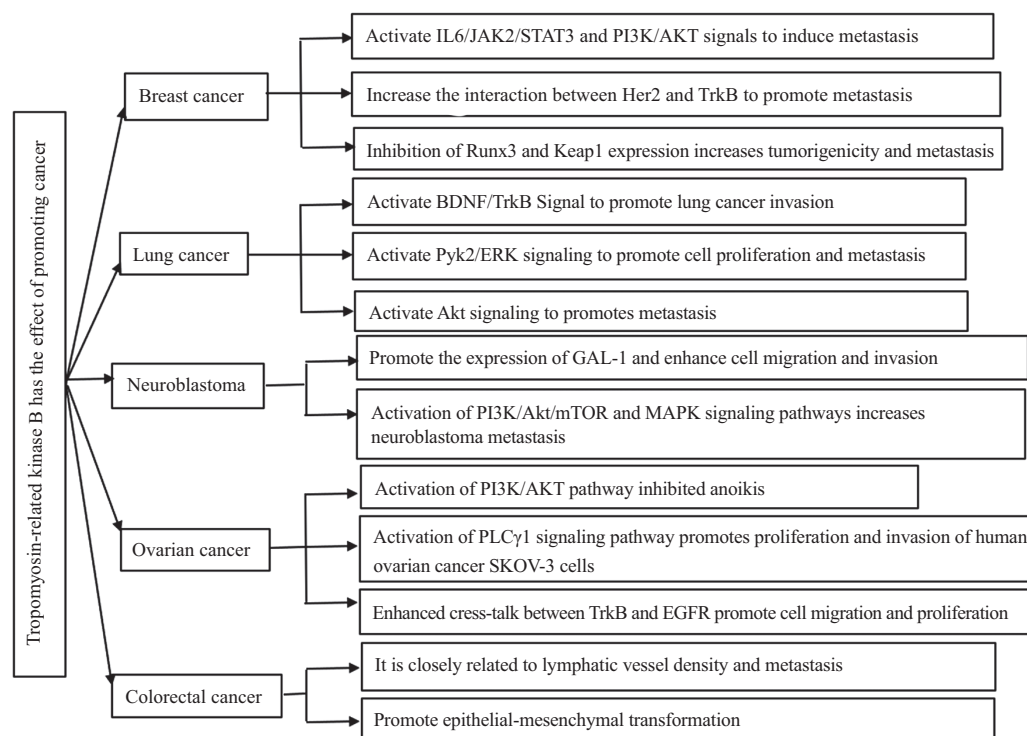 Tropomyosin-related kinase B has the effect of promoting cancer
Breast cancer
Activate IL6/JAK2/STAT3 and PI3K/AKT signals to induce metastasis
Increase the interaction between Her2 and TrkB to promote metastasis
Inhibition of Runx3 and Keap1 expression increases tumorigenicity and metastasis
Lung cancer
Activate BDNF/TrkB Signal to promote lung cancer invasion
Activate Pyk2/ERK signaling to promote cell proliferation and metastasis
Activate Akt signaling to promotes metastasis
Neuroblastoma
Promote the expression of GAL-1 and enhance cell migration and invasion
Activation of PI3K/Akt/mTOR and MAPK signaling pathways increases
neuroblastoma metastasis
Ovarian cancer
Activation of PI3K/AKT pathway inhibited anoikis
Activation of PLCγ1 signaling pathway promotes proliferation and invasion of human
ovarian cancer SKOV-3 cells
Enhanced cress-talk between TrkB and EGFR promote cell migration and proliferation
Colorectal cancer
It is closely related to lymphatic vessel density and metastasis
Promote epithelial-mesenchymal transformation